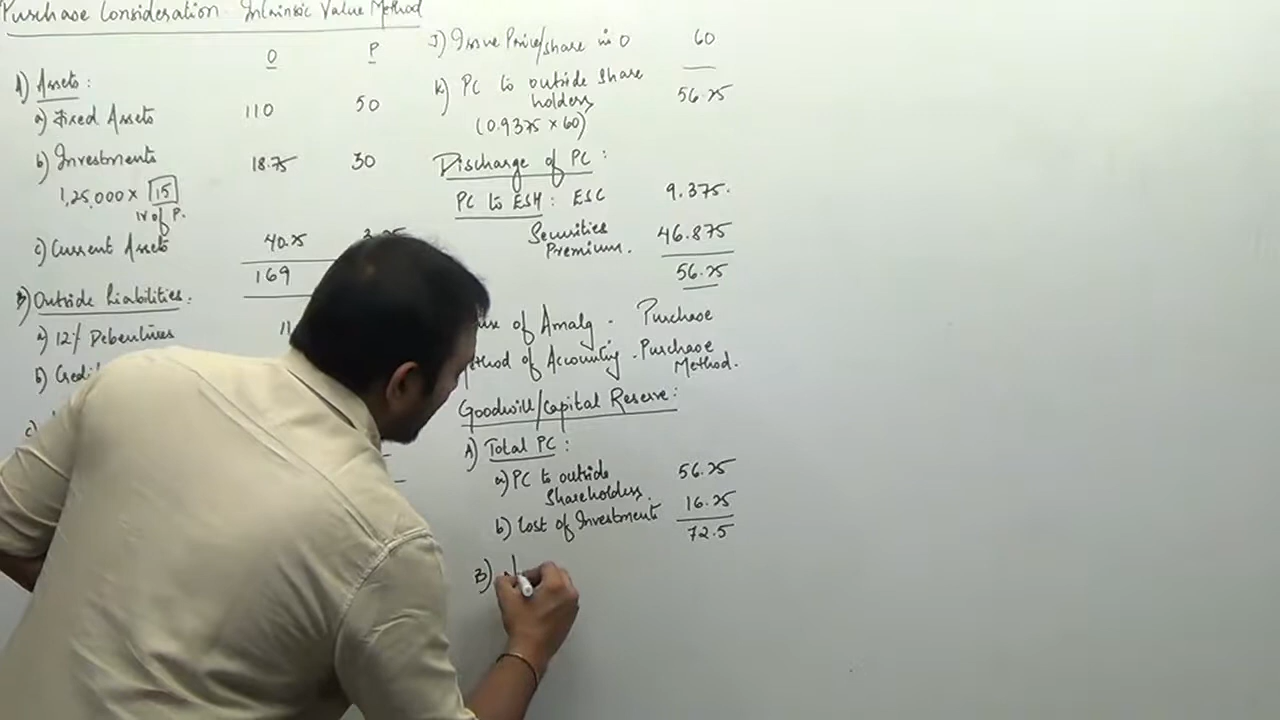 Purchase Consideration - Intrinsic Value Method
O P
A) Assets :
a) Fixed Assets 110 50
b) Investments 18.75 30
1,25,000 × 15
IV of P.
c) Current Assets 40.25
169
B) Outside Liabilities :
a) 12% Debentures 11
b)
c)
J) Issue Price/share in O 60
K) PC to outside Share holders 56.25
(0.9375 × 60)
Discharge of PC :
PC to ESH : ESC 9.375.
Securities Premium. 46.875
56.25
of Amalg - Purchase
Method of Accounting - Purchase Method.
Goodwill/Capital Reserve :
A) Total PC :
a) PC to outside Shareholders. 56.25
b) Cost of Investments 16.25
72.5
B)